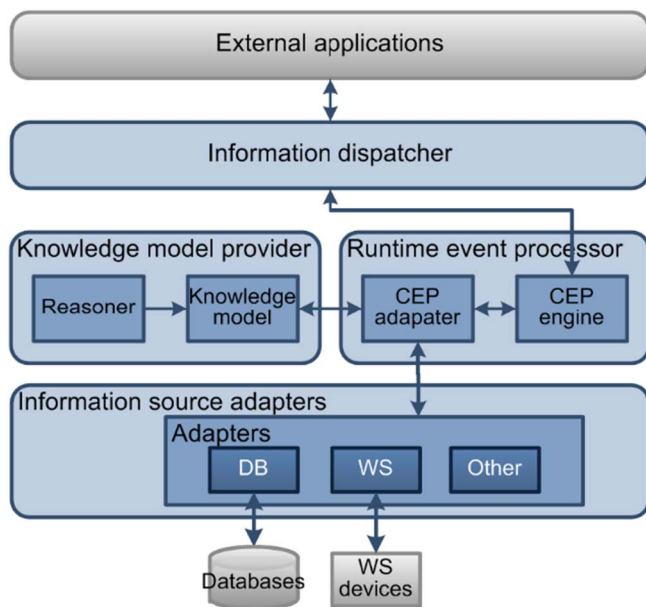 External applications
Information dispatcher
Knowledge model provider
Runtime event processor
Reasoner
Knowledge
model
CEP
adapater
CEP
engine
Information source adapters
Adapters
DB
WS
Other
Databases
WS
devices